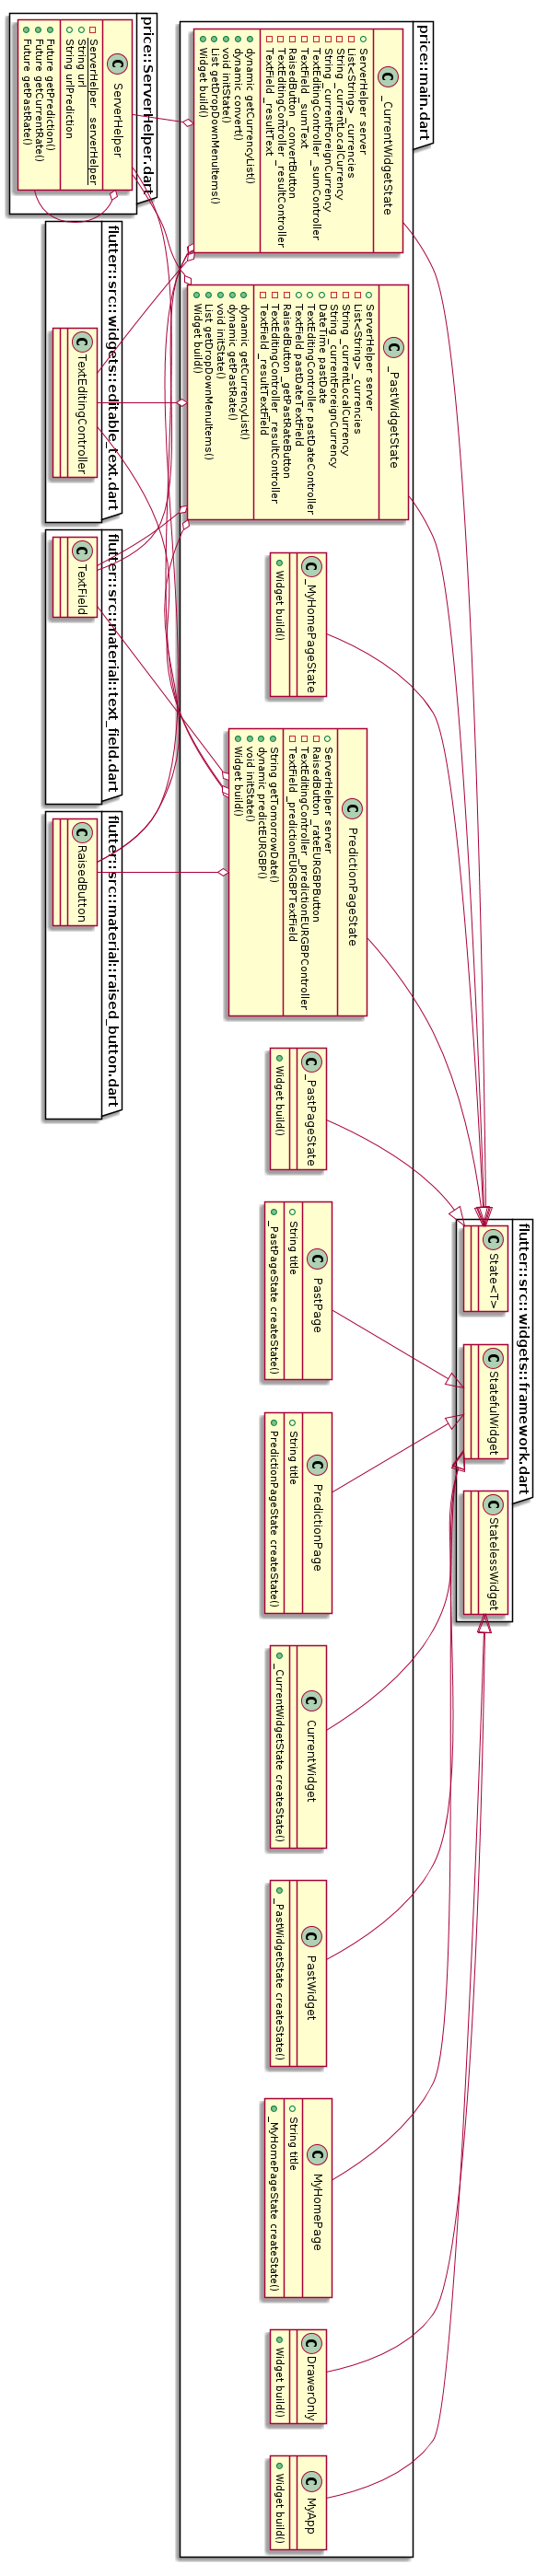 price::main.dart
C _CurrentWidgetState
ServerHelper server
List<String> _currencies
String _currentLocalCurrency
String _currentForeignCurrency
TextEditingController _sumController
TextField _sumText
RaisedButton _convertButton
TextEditingController _resultController
TextField _resultText
dynamic getCurrencyList()
dynamic convert()
void initState()
List getDropDownMenuItems()
Widget build()
C _PastWidgetState
ServerHelper server
List<String> _currencies
String _currentLocalCurrency
String _currentForeignCurrency
DateTime pastDate
TextEditingController pastDateController
TextField pastDateTextField
RaisedButton _getPastRateButton
TextEditingController _resultController
TextField _resultTextField
dynamic getCurrencyList()
dynamic getPastRate()
void initState()
List getDropDownMenuItems()
Widget build()
C _MyHomePageState
Widget build()
C PredictionPageState
ServerHelper server
RaisedButton _rateEURGBPButton
TextEditingController _predictionEURGBPController
TextField _predictionEURGBPTextField
String getTomorrowDate()
dynamic predictEURGBP()
void initState()
Widget build()
C _PastPageState
Widget build()
C PastPage
String title
_PastPageState createState()
C PredictionPage
String title
PredictionPageState createState()
C CurrentWidget
_CurrentWidgetState createState()
C PastWidget
_PastWidgetState createState()
C MyHomePage
String title
_MyHomePageState createState()
C DrawerOnly
Widget build()
C MyApp
Widget build()
flutter::src::widgets::framework.dart
C State<T>
C StatefulWidget
C StatelessWidget
price::ServerHelper.dart
C ServerHelper
ServerHelper _serverHelper
String url
String urlPrediction
Future getPrediction()
Future getCurrentRate()
Future getPastRate()
flutter::src::widgets::editable_text.dart
C TextEditingController
flutter::src::material::text_field.dart
C TextField
flutter::src::material::raised_button.dart
C RaisedButton